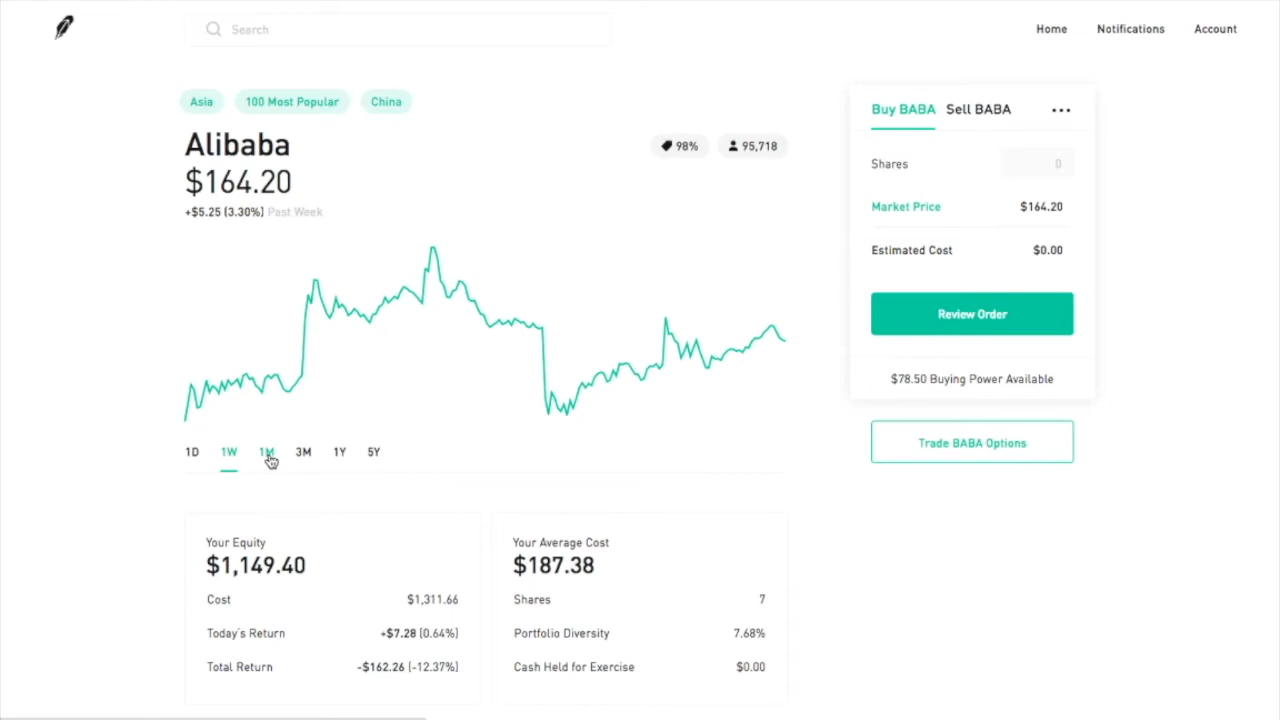 Search
Home Notifications Account
Asia 100 Most Popular China
Alibaba
98% 95,718
$164.20
+$5.25 (3.30%) Past Week
1D 1W 1M 3M 1Y 5Y
Buy BABA Sell BABA
Shares 0
Market Price $164.20
Estimated Cost $0.00
Review Order
$78.50 Buying Power Available
Trade BABA Options
Your Equity
$1,149.40
Cost $1,311.66
Today's Return +$7.28 (0.64%)
Total Return -$162.26 (-12.37%)
Your Average Cost
$187.38
Shares 7
Portfolio Diversity 7.68%
Cash Held for Exercise $0.00